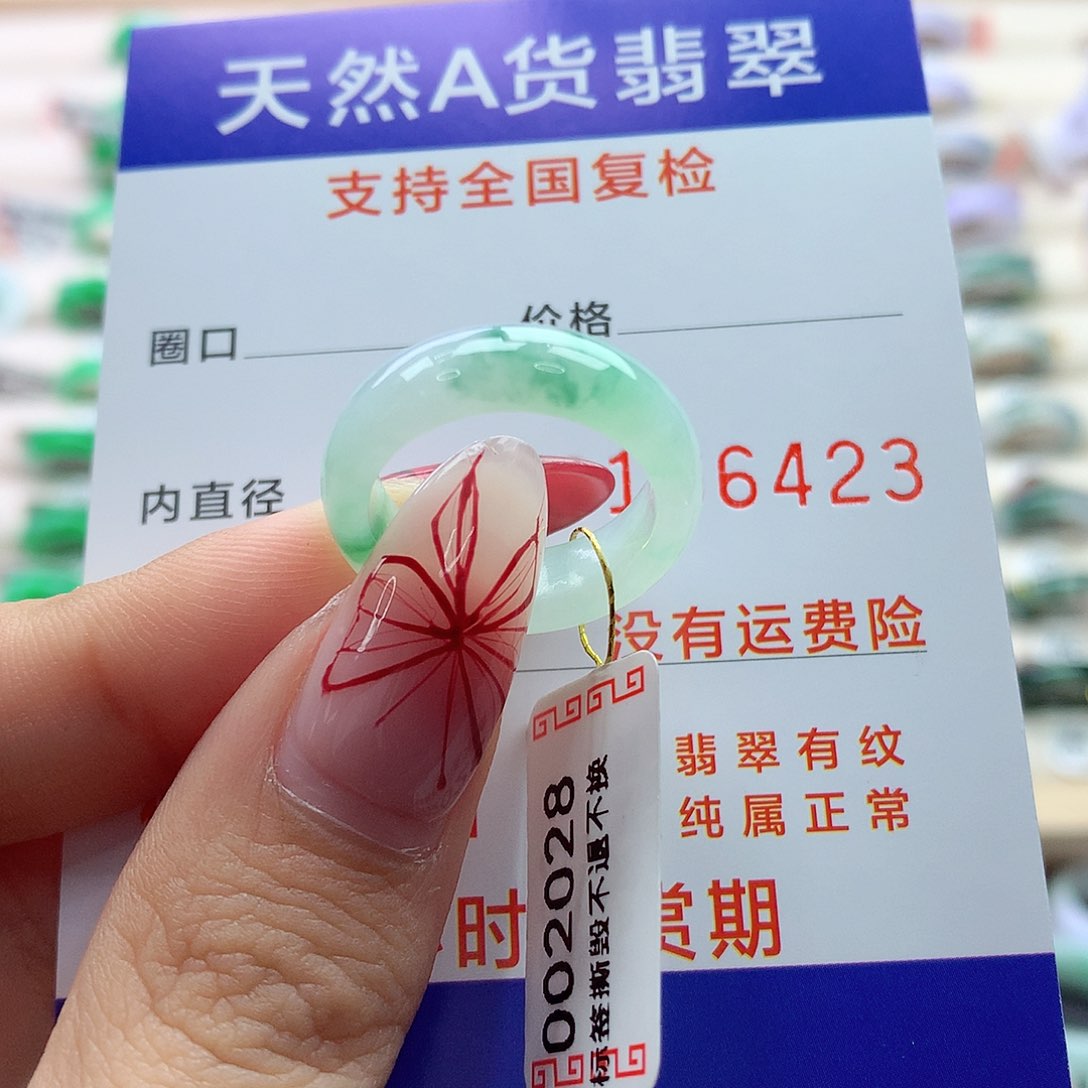 天然A货翡翠
支持全国复检
圈口
价格
内直径
1 6423
没有运费险
翡翠有纹
纯属正常
时
赏期
002028
标签撕毁不退不换